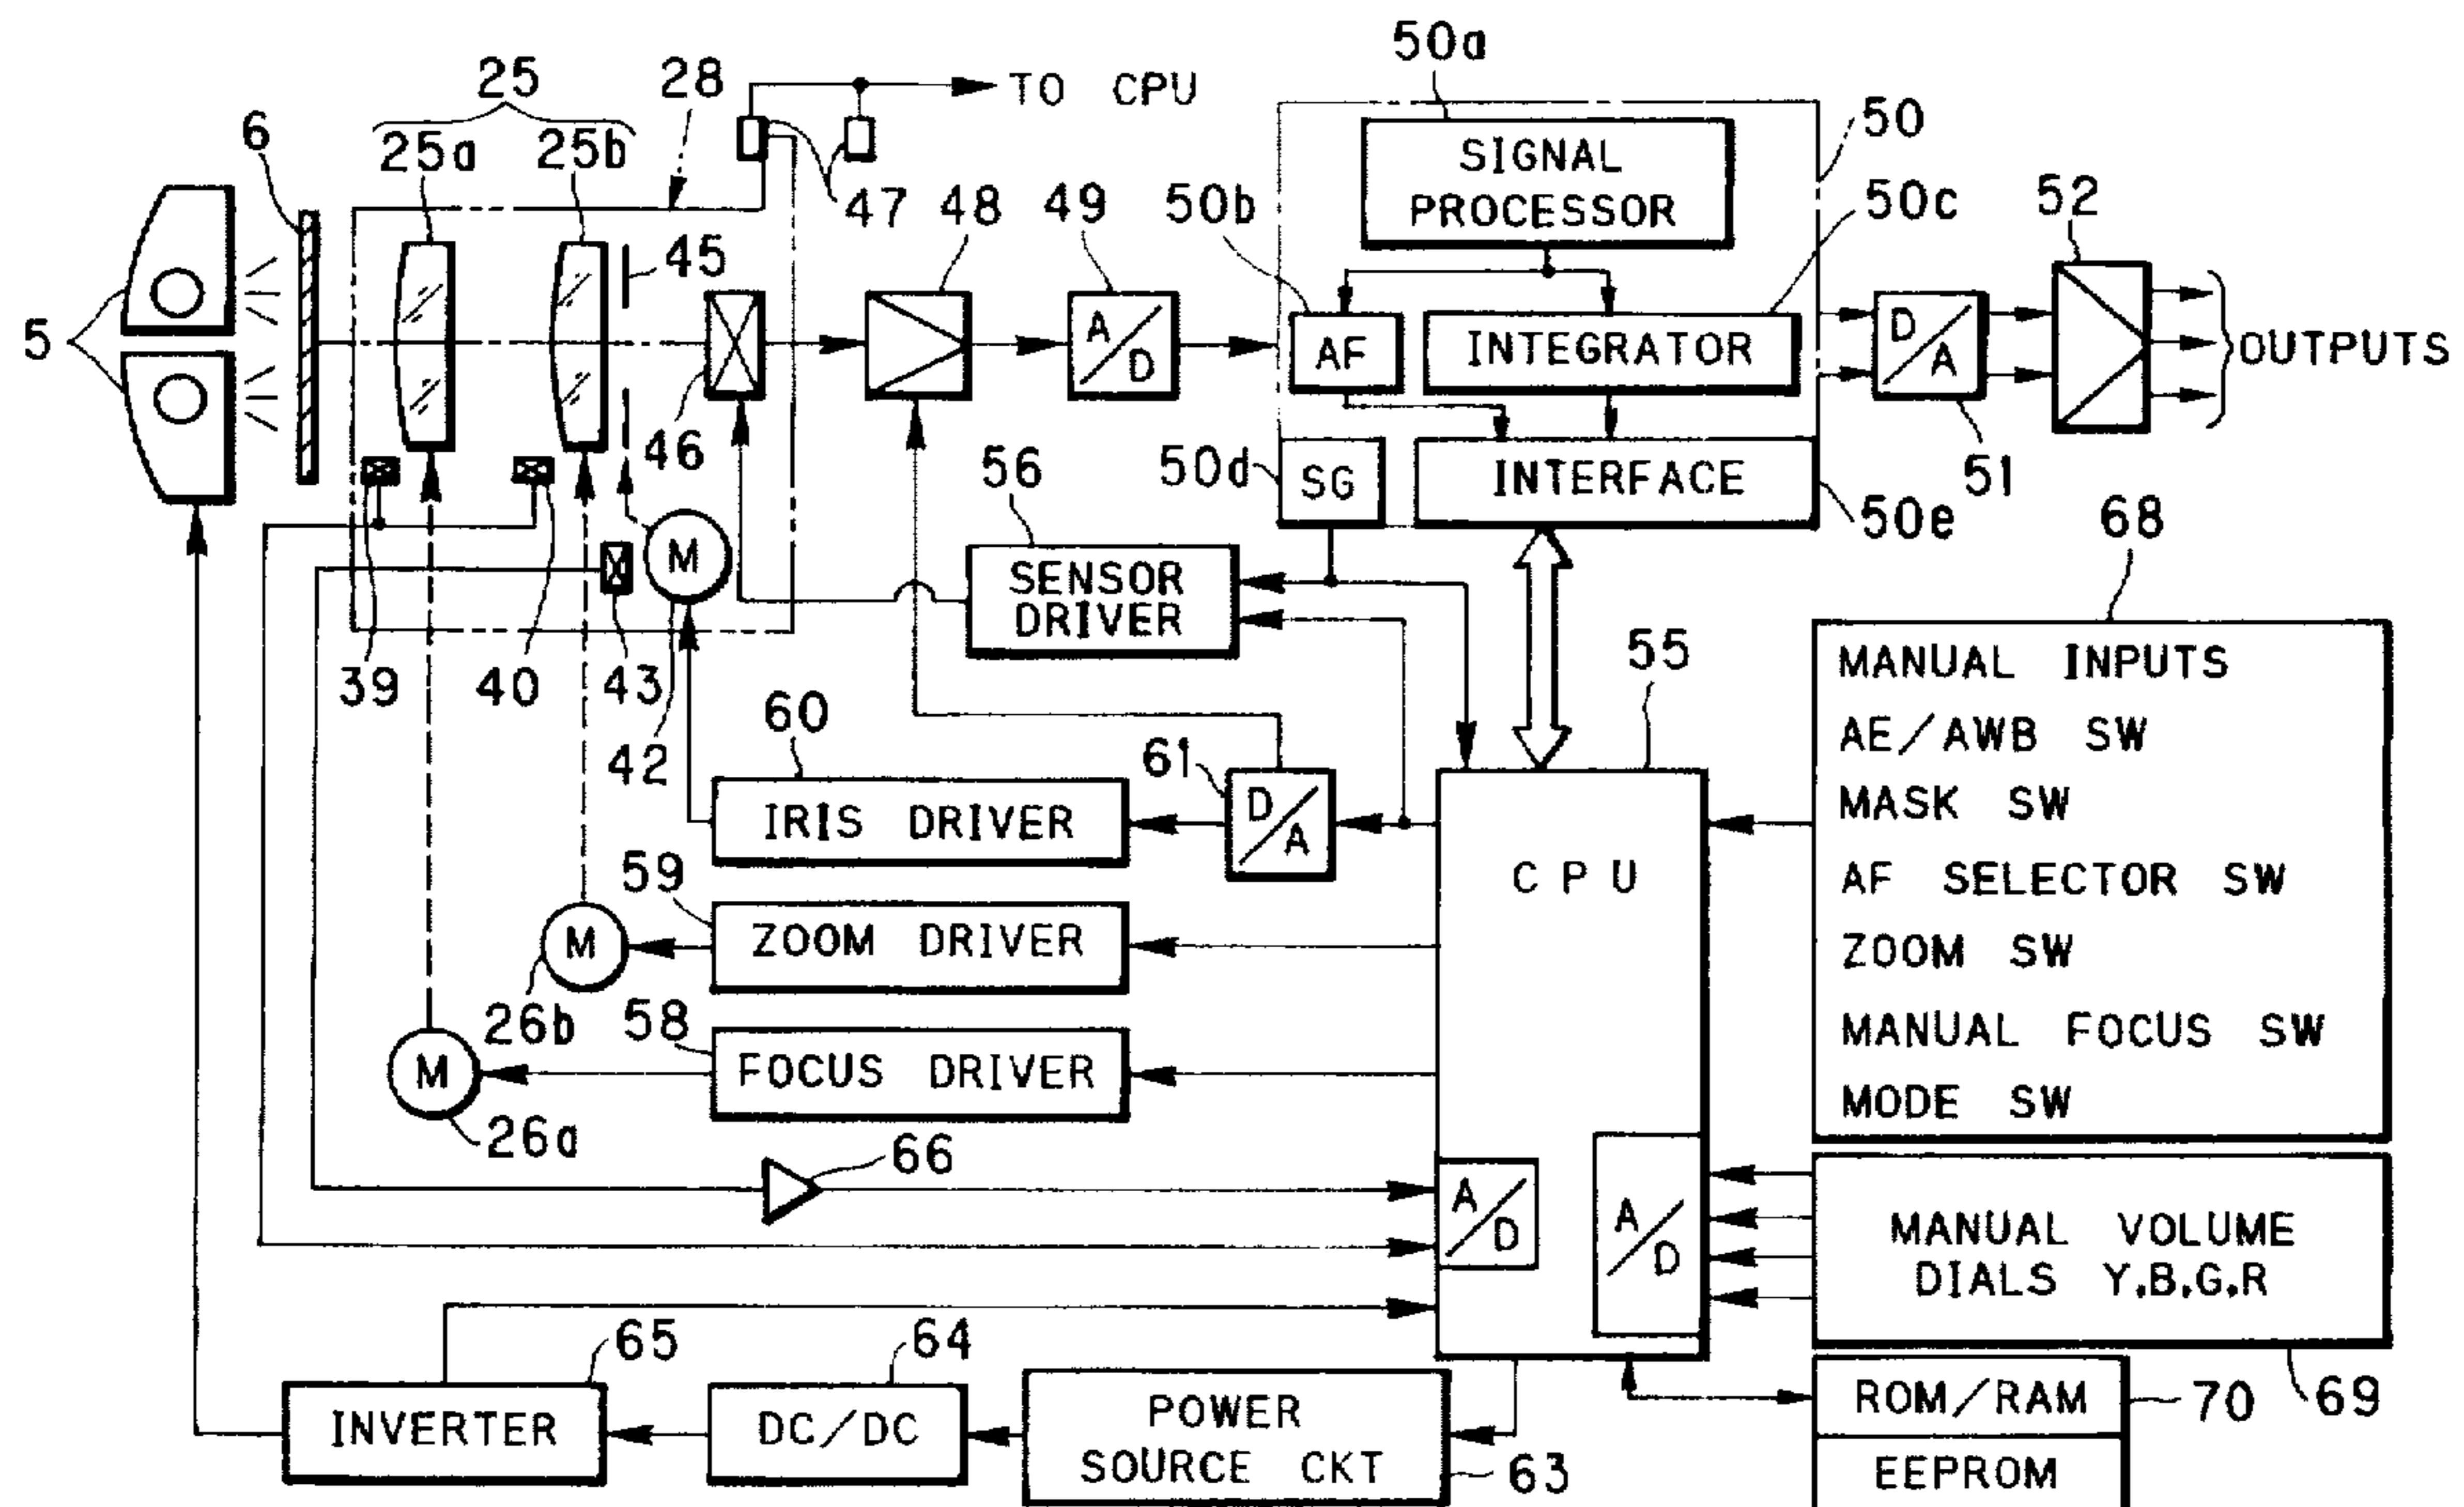 50a
25
28
TO CPU
6
25a
25b
50
SIGNAL
PROCESSOR
47
48
49
50b
50c
52
45
5
A/D
AF
INTEGRATOR
D/A
OUTPUTS
46
56
50d
SG
INTERFACE
51
50e
68
M
SENSOR
DRIVER
39
40
43
42
55
MANUAL INPUTS
AE/AWB SW
MASK SW
AF SELECTOR SW
ZOOM SW
MANUAL FOCUS SW
MODE SW
60
61
IRIS DRIVER
D/A
CPU
59
M
ZOOM DRIVER
26b
58
M
FOCUS DRIVER
26a
66
A/D
A/D
MANUAL VOLUME
DIALS Y.B.G.R
65
64
INVERTER
DC/DC
POWER
SOURCE CKT
63
ROM/RAM
EEPROM
70
69